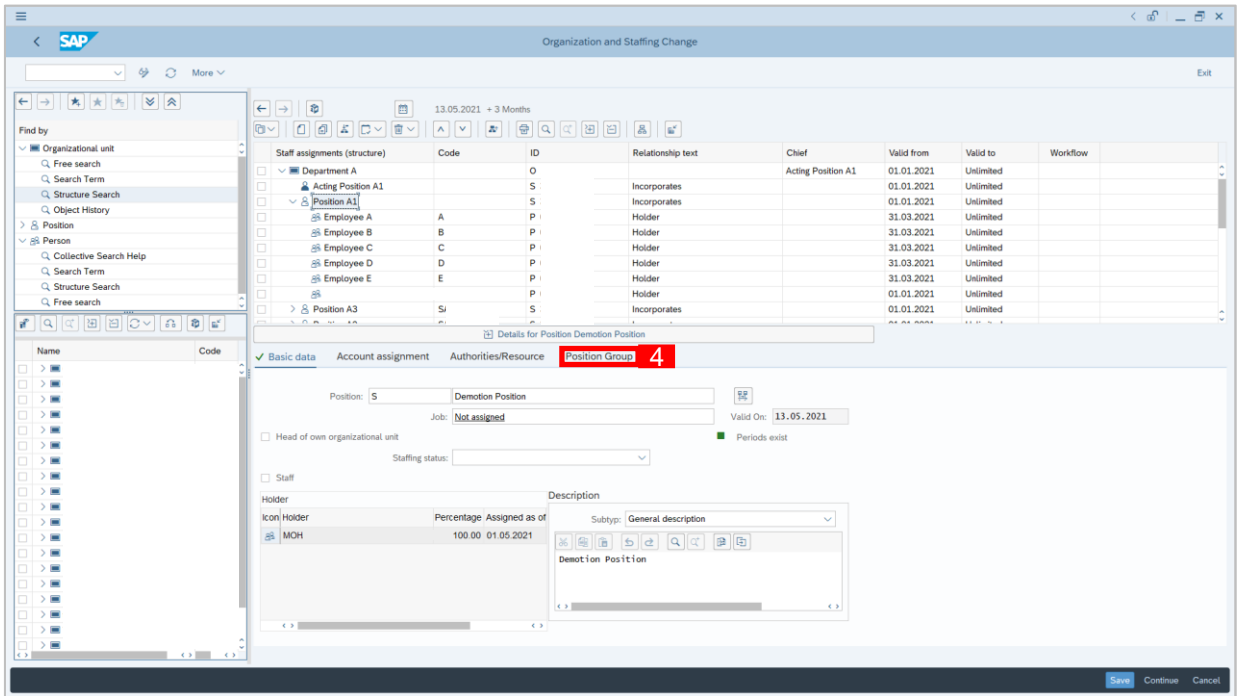 SAP
Organization and Staffing Change
More
Exit
13.05.2021 + 3 Months
Find by
Organizational unit
Free search
Search Term
Structure Search
Object History
Position
Person
Collective Search Help
Search Term
Structure Search
Free search
Staff assignments (structure) Code ID Relationship text Chief Valid from Valid to Workflow
Department A O Acting Position A1 01.01.2021 Unlimited
Acting Position A1 S Incorporates 01.01.2021 Unlimited
Position A1 S Incorporates 01.01.2021 Unlimited
Employee A A P Holder 31.03.2021 Unlimited
Employee B B P Holder 31.03.2021 Unlimited
Employee C C P Holder 31.03.2021 Unlimited
Employee D D P Holder 31.03.2021 Unlimited
Employee E E P Holder 31.03.2021 Unlimited
P Holder 01.01.2021 Unlimited
Position A3 S Incorporates 01.01.2021 Unlimited
Name Code
Details for Position Demotion Position
Basic data Account assignment Authorities/Resource Position Group 4
Position: S Demotion Position
Job: Not assigned Valid On: 13.05.2021
Head of own organizational unit Periods exist
Staffing status:
Staff
Holder
Icon Holder Percentage Assigned as of
MOH 100.00 01.05.2021
Description
Subtyp: General description
Demotion Position
Save Continue Cancel